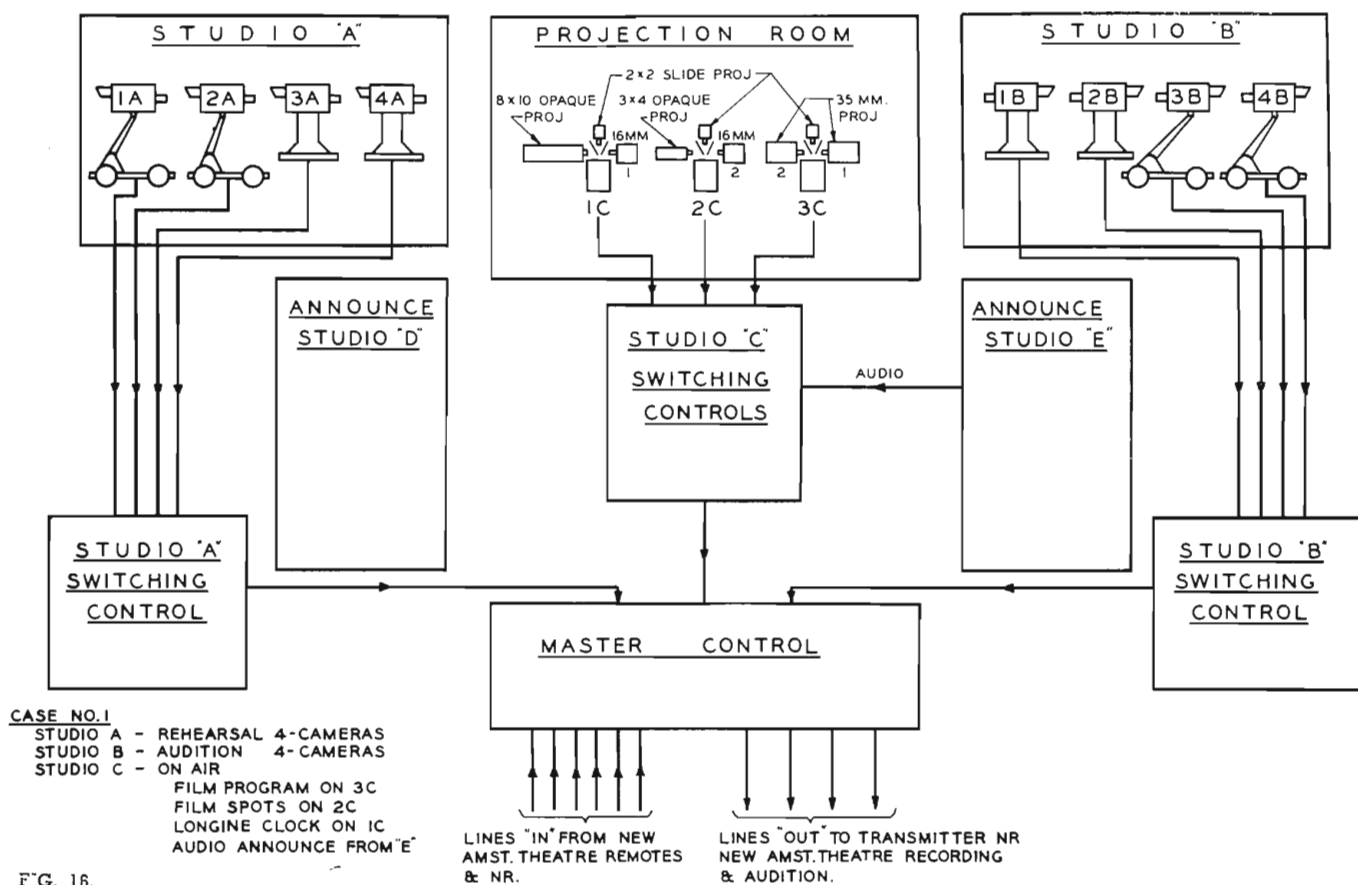 STUDIO "A"
1A 2A 3A 4A
PROJECTION ROOM
2×2 SLIDE PROJ
8×10 OPAQUE
PROJ
3×4 OPAQUE
PROJ
35 MM.
PROJ
16MM
16MM
1
2
2
1
1C 2C 3C
STUDIO "B"
1B 2B 3B 4B
ANNOUNCE
STUDIO "D"
STUDIO "C"
SWITCHING
CONTROLS
AUDIO
ANNOUNCE
STUDIO "E"
STUDIO "A"
SWITCHING
CONTROL
MASTER CONTROL
STUDIO "B"
SWITCHING
CONTROL
CASE NO.1
STUDIO A - REHEARSAL 4-CAMERAS
STUDIO B - AUDITION 4-CAMERAS
STUDIO C - ON AIR
FILM PROGRAM ON 3C
FILM SPOTS ON 2C
LONGINE CLOCK ON 1C
AUDIO ANNOUNCE FROM "E"
LINES "IN" FROM NEW
AMST. THEATRE REMOTES
& NR.
LINES "OUT" TO TRANSMITTER NR
NEW AMST. THEATRE RECORDING
& AUDITION.
FIG. 16.